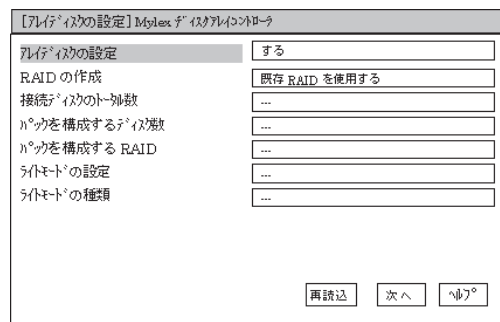 [ｱﾚｲﾃﾞｨｽｸの設定] Mylex ﾃﾞｨｽｸｱﾚｲｺﾝﾄﾛｰﾗ
ｱﾚｲﾃﾞｨｽｸの設定 する
RAID の作成 既存 RAID を使用する
接続ﾃﾞｨｽｸのﾄｰﾀﾙ数 ...
ﾊﾟｯｸを構成するﾃﾞｨｽｸ数 ...
ﾊﾟｯｸを構成する RAID ...
ﾗｲﾄﾓｰﾄﾞの設定 ...
ﾗｲﾄﾓｰﾄﾞの種類 ...
再読込 次へ ﾍﾙﾌﾟ